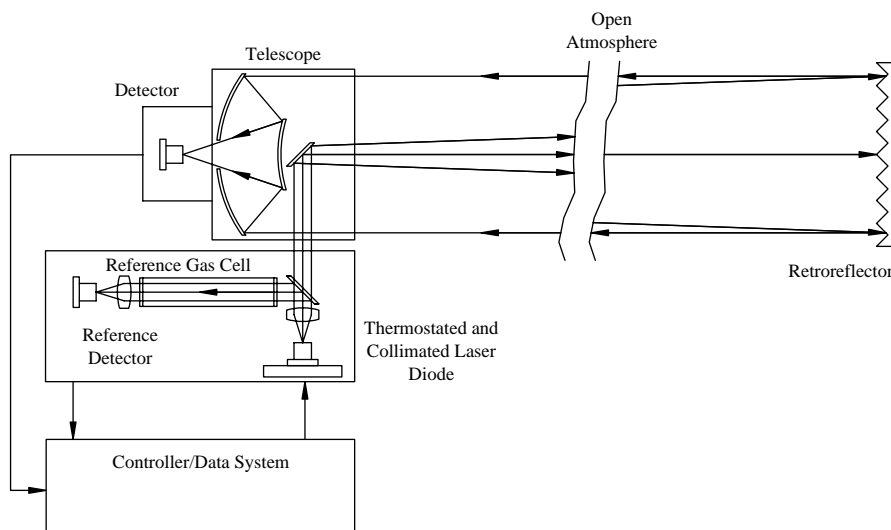 Open
Atmosphere
Telescope
Detector
Retroreflector
Reference Gas Cell
Reference
Detector
Thermostated and
Collimated Laser
Diode
Controller/Data System